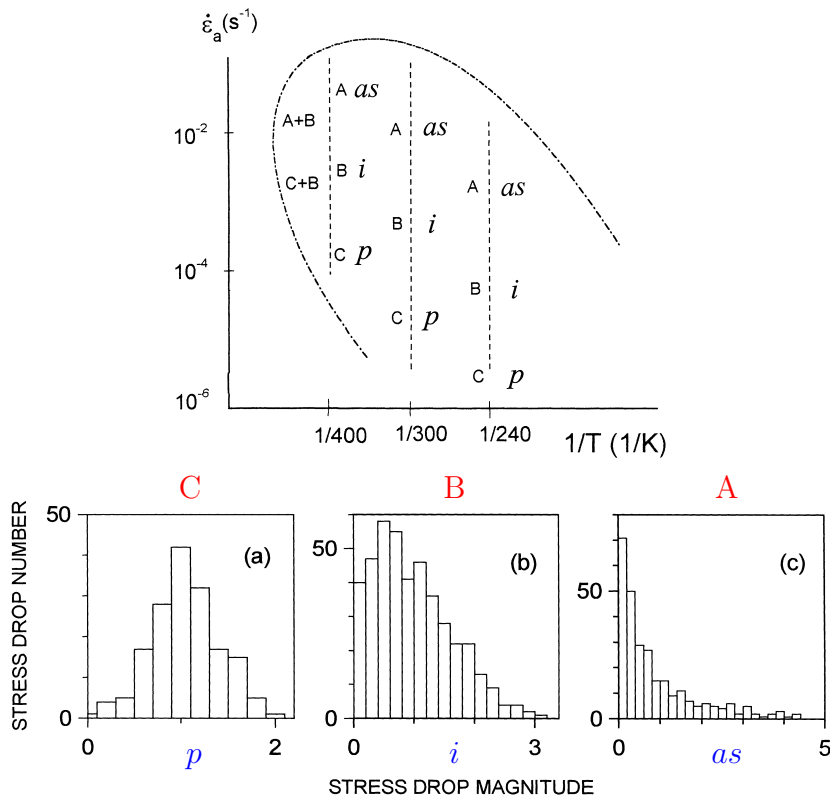 ε̇ₐ(s⁻¹)
A as
10⁻²
A+B
A as
B i
C+B
A as
B i
C p
10⁻⁴
B i
C p
C p
10⁻⁶
1/400
1/300
1/240
1/T (1/K)
C
B
A
STRESS DROP NUMBER
50
0
(a)
0
2
p
50
0
(b)
0
3
i
50
0
(c)
0
5
as
STRESS DROP MAGNITUDE